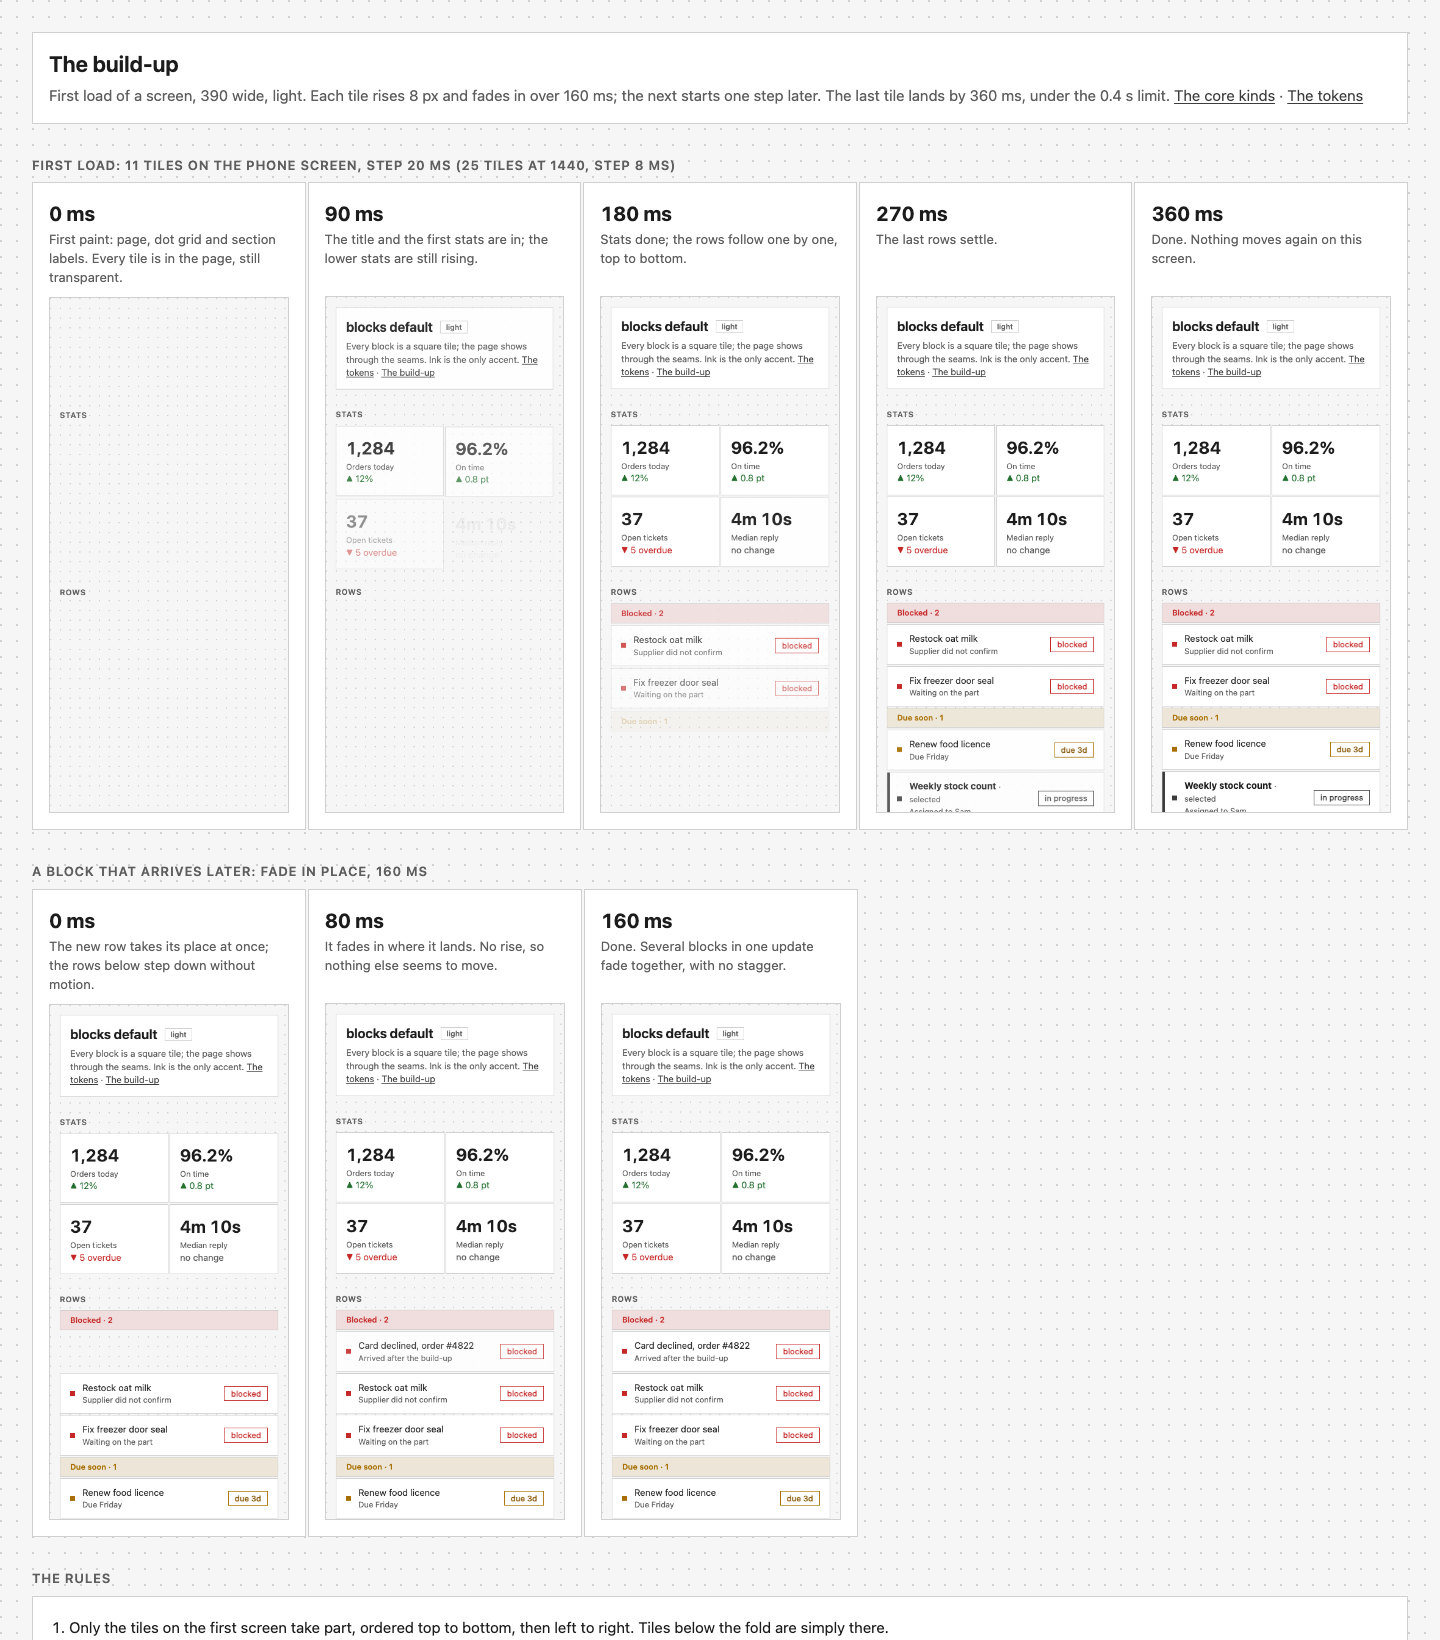 The build-up
First load of a screen, 390 wide, light. Each tile rises 8 px and fades in over 160 ms; the next starts one step later. The last tile lands by 360 ms, under the 0.4 s limit. The core kinds · The tokens
FIRST LOAD: 11 TILES ON THE PHONE SCREEN, STEP 20 MS (25 TILES AT 1440, STEP 8 MS)
0 ms
First paint: page, dot grid and section
labels. Every tile is in the page, still
transparent.
STATS
ROWS
90 ms
The title and the first stats are in; the
lower stats are still rising.
blocks default light
Every block is a square tile; the page shows
through the seams. Ink is the only accent. The
tokens · The build-up
STATS
1,284 96.2%
Orders today On time
▲ 12% ▲ 0.8 pt
37 4m 10s
Open tickets
▼ 5 overdue
ROWS
180 ms
Stats done; the rows follow one by one,
top to bottom.
blocks default light
Every block is a square tile; the page shows
through the seams. Ink is the only accent. The
tokens · The build-up
STATS
1,284 96.2%
Orders today On time
▲ 12% ▲ 0.8 pt
37 4m 10s
Open tickets Median reply
▼ 5 overdue no change
ROWS
Blocked · 2
Restock oat milk
Supplier did not confirm
blocked
Fix freezer door seal
Waiting on the part
blocked
Due soon · 1
270 ms
The last rows settle.
blocks default light
Every block is a square tile; the page shows
through the seams. Ink is the only accent. The
tokens · The build-up
STATS
1,284 96.2%
Orders today On time
▲ 12% ▲ 0.8 pt
37 4m 10s
Open tickets Median reply
▼ 5 overdue no change
ROWS
Blocked · 2
Restock oat milk
Supplier did not confirm
blocked
Fix freezer door seal
Waiting on the part
blocked
Due soon · 1
Renew food licence
Due Friday
due 3d
Weekly stock count ·
selected
Assigned to Sam
in progress
360 ms
Done. Nothing moves again on this
screen.
blocks default light
Every block is a square tile; the page shows
through the seams. Ink is the only accent. The
tokens · The build-up
STATS
1,284 96.2%
Orders today On time
▲ 12% ▲ 0.8 pt
37 4m 10s
Open tickets Median reply
▼ 5 overdue no change
ROWS
Blocked · 2
Restock oat milk
Supplier did not confirm
blocked
Fix freezer door seal
Waiting on the part
blocked
Due soon · 1
Renew food licence
Due Friday
due 3d
Weekly stock count ·
selected
Assigned to Sam
in progress
A BLOCK THAT ARRIVES LATER: FADE IN PLACE, 160 MS
0 ms
The new row takes its place at once;
the rows below step down without
motion.
blocks default light
Every block is a square tile; the page shows
through the seams. Ink is the only accent. The
tokens · The build-up
STATS
1,284 96.2%
Orders today On time
▲ 12% ▲ 0.8 pt
37 4m 10s
Open tickets Median reply
▼ 5 overdue no change
ROWS
Blocked · 2
Restock oat milk
Supplier did not confirm
blocked
Fix freezer door seal
Waiting on the part
blocked
Due soon · 1
Renew food licence
Due Friday
due 3d
80 ms
It fades in where it lands. No rise, so
nothing else seems to move.
blocks default light
Every block is a square tile; the page shows
through the seams. Ink is the only accent. The
tokens · The build-up
STATS
1,284 96.2%
Orders today On time
▲ 12% ▲ 0.8 pt
37 4m 10s
Open tickets Median reply
▼ 5 overdue no change
ROWS
Blocked · 2
Card declined, order #4822
Arrived after the build-up
blocked
Restock oat milk
Supplier did not confirm
blocked
Fix freezer door seal
Waiting on the part
blocked
Due soon · 1
Renew food licence
Due Friday
due 3d
160 ms
Done. Several blocks in one update
fade together, with no stagger.
blocks default light
Every block is a square tile; the page shows
through the seams. Ink is the only accent. The
tokens · The build-up
STATS
1,284 96.2%
Orders today On time
▲ 12% ▲ 0.8 pt
37 4m 10s
Open tickets Median reply
▼ 5 overdue no change
ROWS
Blocked · 2
Card declined, order #4822
Arrived after the build-up
blocked
Restock oat milk
Supplier did not confirm
blocked
Fix freezer door seal
Waiting on the part
blocked
Due soon · 1
Renew food licence
Due Friday
due 3d
THE RULES
1. Only the tiles on the first screen take part, ordered top to bottom, then left to right. Tiles below the fold are simply there.